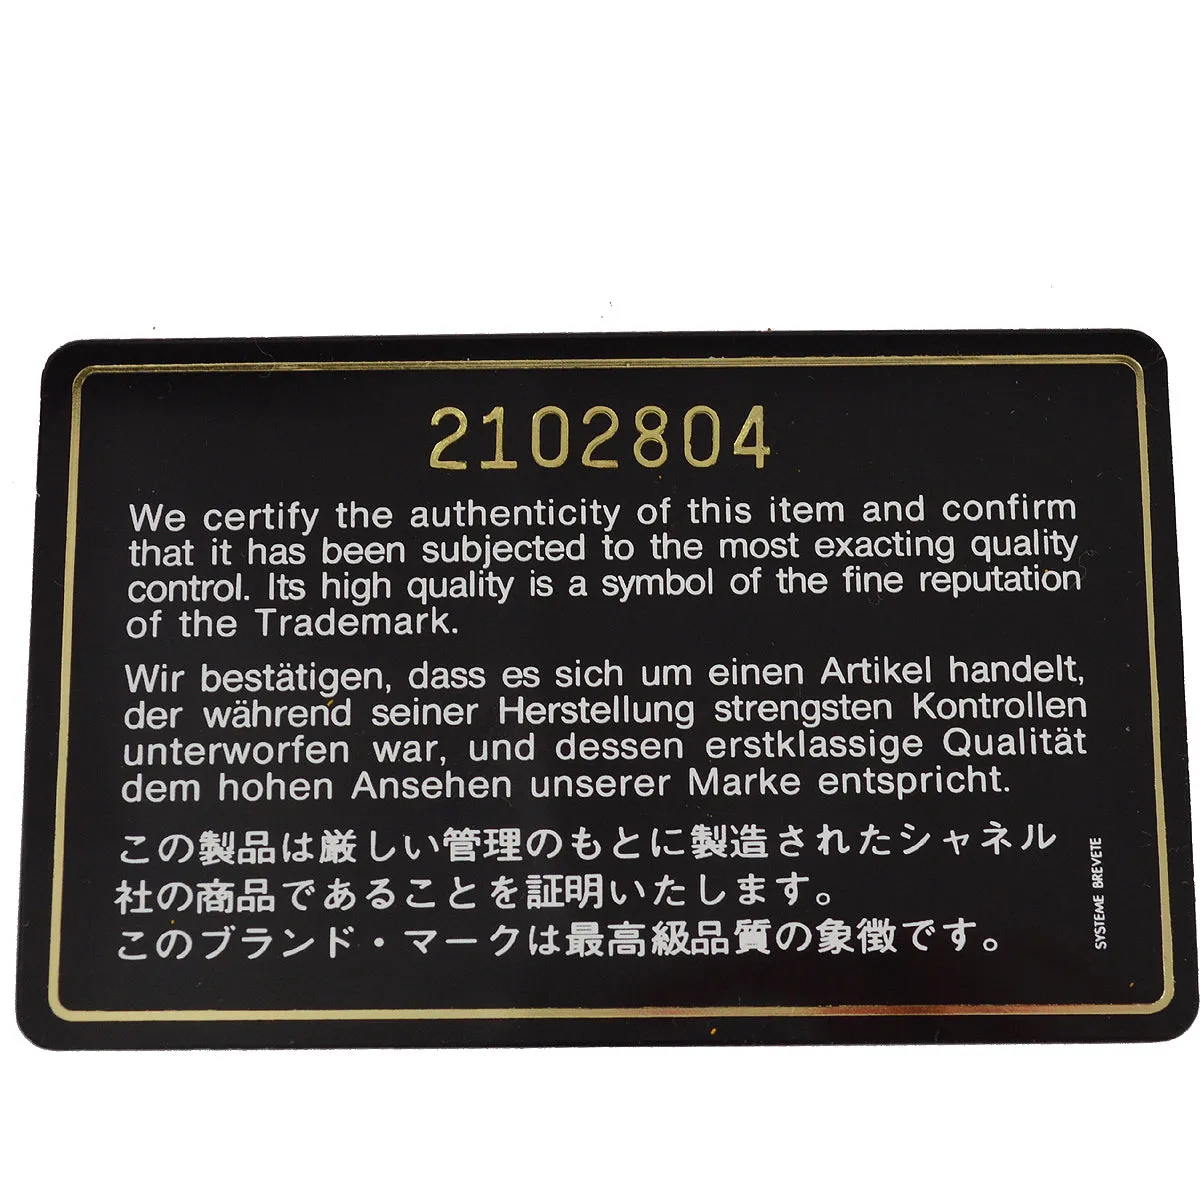 2102804
We certify the authenticity of this item and confirm
that it has been subjected to the most exacting quality
control. Its high quality is a symbol of the fine reputation
of the Trademark.
Wir bestätigen, dass es sich um einen Artikel handelt,
der während seiner Herstellung strengsten Kontrollen
unterworfen war, und dessen erstklassige Qualität
dem hohen Ansehen unserer Marke entspricht.
この製品は厳しい管理のもとに製造されたシャネル
社の商品であることを証明いたします。
このブランド・マークは最高級品質の象徴です。
SYSTEME BREVETE